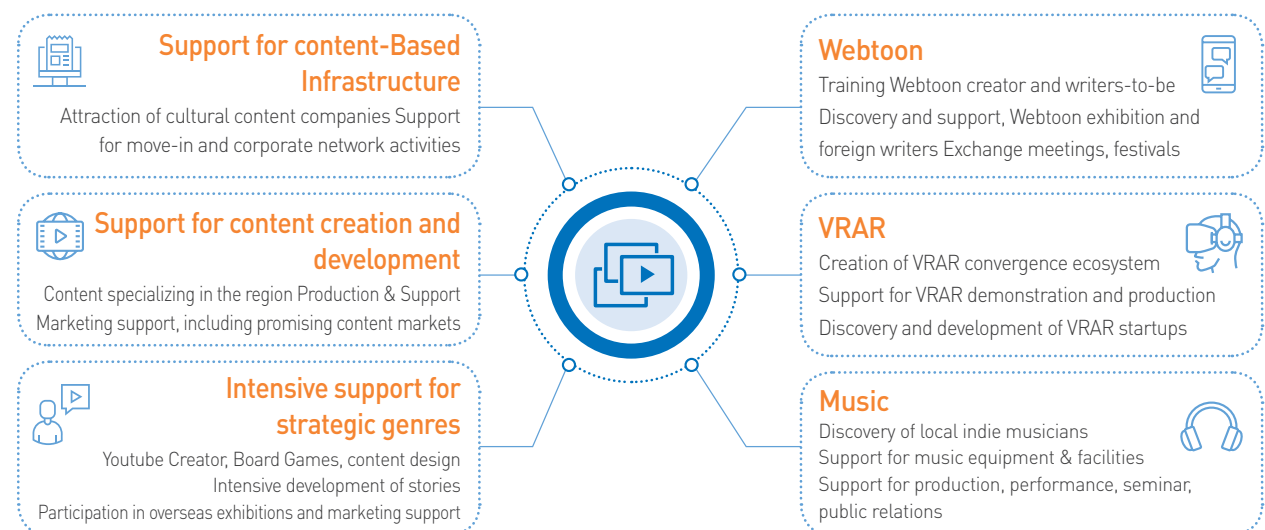 Support for content-Based
Infrastructure
Attraction of cultural content companies Support
for move-in and corporate network activities
Support for content creation and
development
Content specializing in the region Production & Support
Marketing support, including promising content markets
Intensive support for
strategic genres
Youtube Creator, Board Games, content design
Intensive development of stories
Participation in overseas exhibitions and marketing support
Webtoon
Training Webtoon creator and writers-to-be
Discovery and support, Webtoon exhibition and
foreign writers Exchange meetings, festivals
VRAR
Creation of VRAR convergence ecosystem
Support for VRAR demonstration and production
Discovery and development of VRAR startups
Music
Discovery of local indie musicians
Support for music equipment & facilities
Support for production, performance, seminar,
public relations